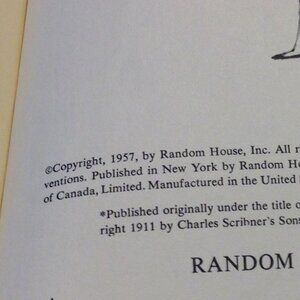 ©Copyright, 1957, by Random House, Inc. All r
ventions. Published in New York by Random Ho
of Canada, Limited. Manufactured in the United
*Published originally under the title o
right 1911 by Charles Scribner's Sons
RANDOM